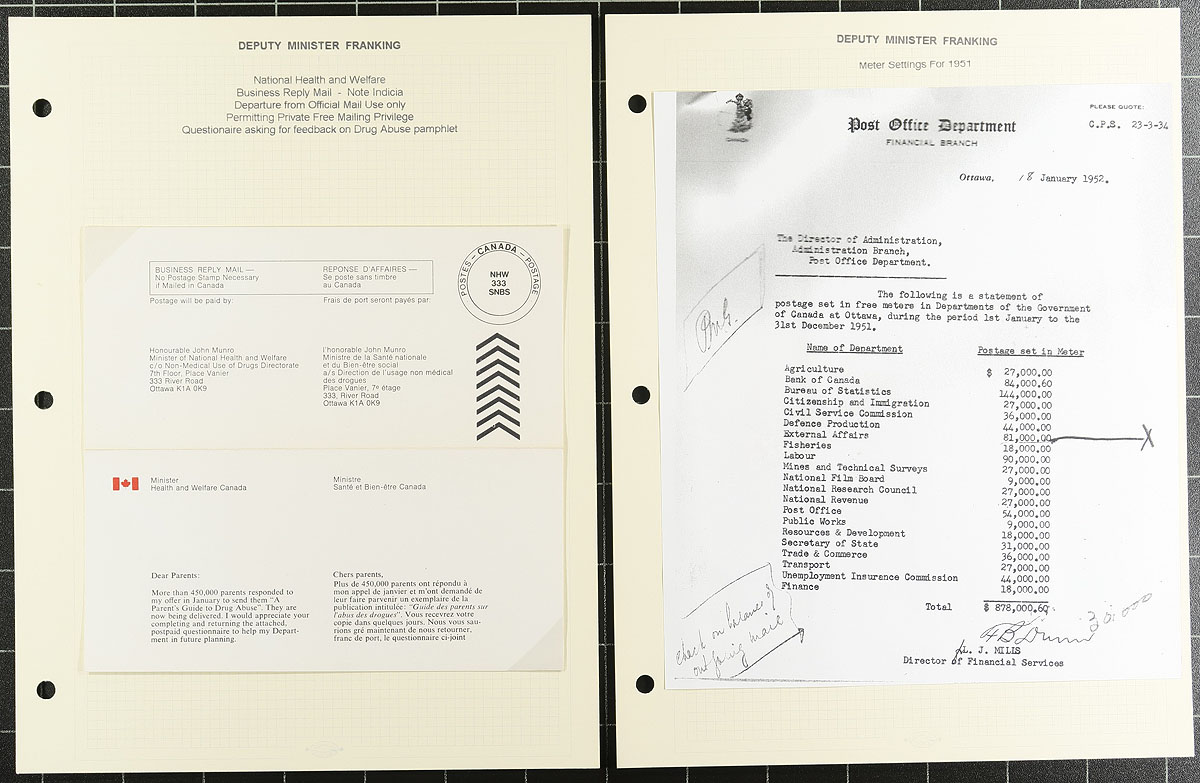 DEPUTY MINISTER FRANKING
National Health and Welfare
Business Reply Mail - Note Indicia
Departure from Official Mail Use only
Permitting Private Free Mailing Privilege
Questionaire asking for feedback on Drug Abuse pamphlet
BUSINESS REPLY MAIL —
No Postage Stamp Necessary
if Mailed in Canada
REPONSE D'AFFAIRES —
Se poste sans timbre
au Canada
Postage will be paid by:
Frais de port seront payés par:
POSTES - CANADA - POSTAGE
NHW
333
SNBS
Honourable John Munro
Minister of National Health and Welfare
c/o Non-Medical Use of Drugs Directorate
7th Floor, Place Vanier
333 River Road
Ottawa K1A 0K9
l'honorable John Munro
Ministre de la Santé nationale
et du Bien-être social
a/s Direction de l'usage non médical
des drogues
Place Vanier, 7e étage
333, River Road
Ottawa K1A 0K9
Minister
Health and Welfare Canada
Ministre
Santé et Bien-être Canada
Dear Parents:
More than 450,000 parents responded to
my offer in January to send them "A
Parent's Guide to Drug Abuse". They are
now being delivered. I would appreciate your
completing and returning the attached,
postpaid questionnaire to help my Depart-
ment in future planning.
Chers parents,
Plus de 450,000 parents ont répondu à
mon appel de janvier et m'ont demandé de
leur faire parvenir un exemplaire de la
publication intitulée: "Guide des parents sur
l'abus des drogues". Vous recevrez votre
copie dans quelques jours. Nous vous sau-
rions gré maintenant de nous retourner,
franc de port, le questionnaire ci-joint
DEPUTY MINISTER FRANKING
Meter Settings For 1951
PLEASE QUOTE:
Post Office Department
G.P.S. 23-3-34
FINANCIAL BRANCH
Ottawa, 18 January 1952.
The Director of Administration,
Administration Branch,
Post Office Department.
The following is a statement of
postage set in free meters in Departments of the Government
of Canada at Ottawa, during the period 1st January to the
31st December 1951.
Name of Department Postage set in Meter
Agriculture $ 27,000.00
Bank of Canada 84,000.60
Bureau of Statistics 144,000.00
Citizenship and Immigration 27,000.00
Civil Service Commission 36,000.00
Defence Production 44,000.00
External Affairs 81,000.00 X
Fisheries 18,000.00
Labour 90,000.00
Mines and Technical Surveys 27,000.00
National Film Board 9,000.00
National Research Council 27,000.00
National Revenue 27,000.00
Post Office 54,000.00
Public Works 9,000.00
Resources & Development 18,000.00
Secretary of State 31,000.00
Trade & Commerce 36,000.00
Transport 27,000.00
Unemployment Insurance Commission 44,000.00
Finance 18,000.00
Total $ 878,000.60
check on balance of
out going mail
L. J. MILLS
Director of Financial Services